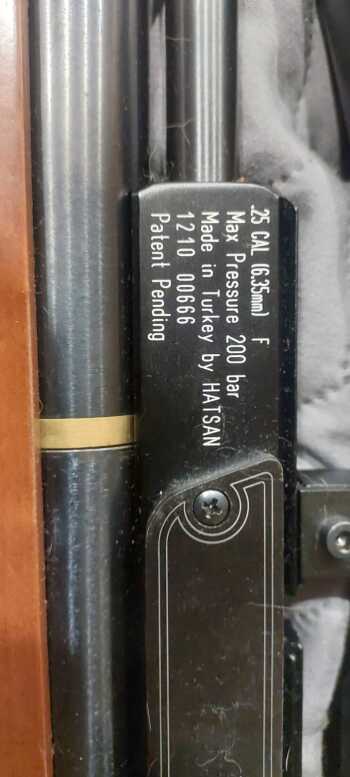 .25 CAL (6.35mm) F
Max Pressure 200 bar
Made in Turkey by HATSAN
1210 00666
Patent Pending